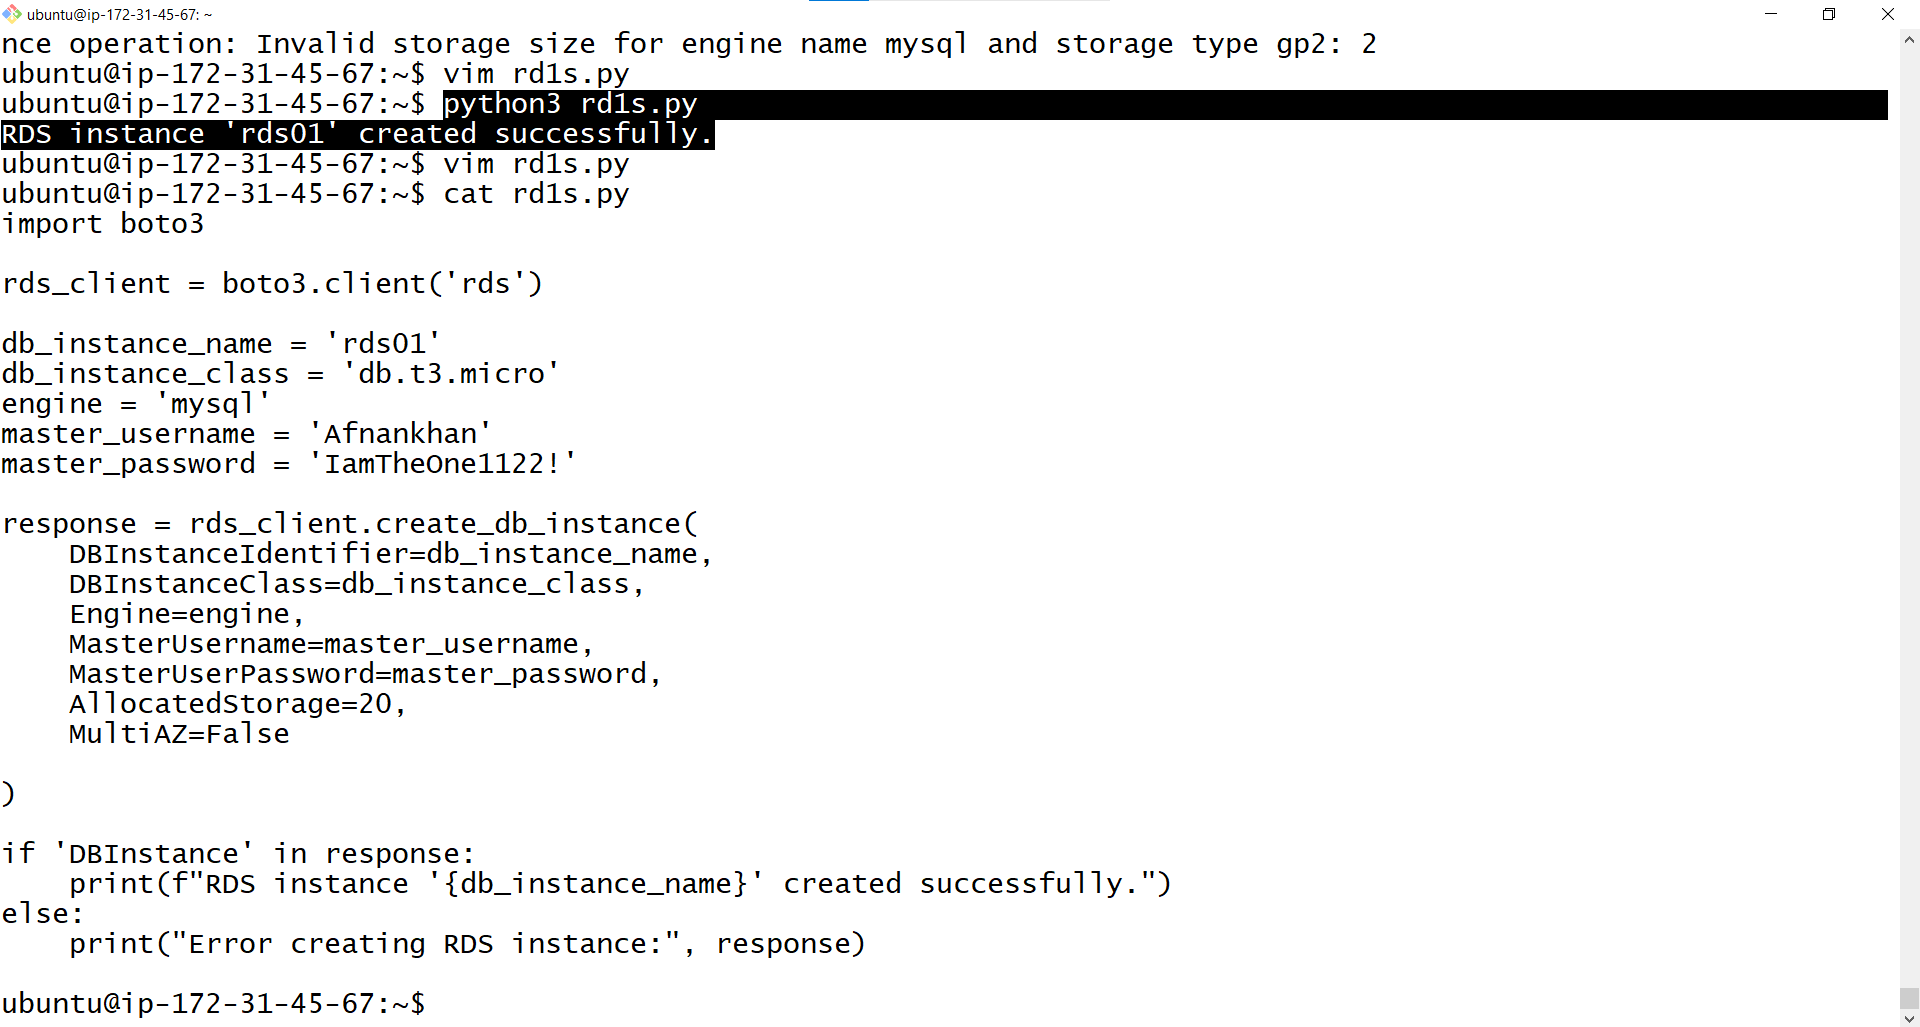 ubuntu@ip-172-31-45-67: ~
nce operation: Invalid storage size for engine name mysql and storage type gp2: 2
ubuntu@ip-172-31-45-67:~$ vim rd1s.py
ubuntu@ip-172-31-45-67:~$ python3 rd1s.py
RDS instance 'rds01' created successfully.
ubuntu@ip-172-31-45-67:~$ vim rd1s.py
ubuntu@ip-172-31-45-67:~$ cat rd1s.py
import boto3

rds_client = boto3.client('rds')

db_instance_name = 'rds01'
db_instance_class = 'db.t3.micro'
engine = 'mysql'
master_username = 'Afnankhan'
master_password = 'IamTheOne1122!'

response = rds_client.create_db_instance(
    DBInstanceIdentifier=db_instance_name,
    DBInstanceClass=db_instance_class,
    Engine=engine,
    MasterUsername=master_username,
    MasterUserPassword=master_password,
    AllocatedStorage=20,
    MultiAZ=False

)

if 'DBInstance' in response:
    print(f"RDS instance '{db_instance_name}' created successfully.")
else:
    print("Error creating RDS instance:", response)

ubuntu@ip-172-31-45-67:~$